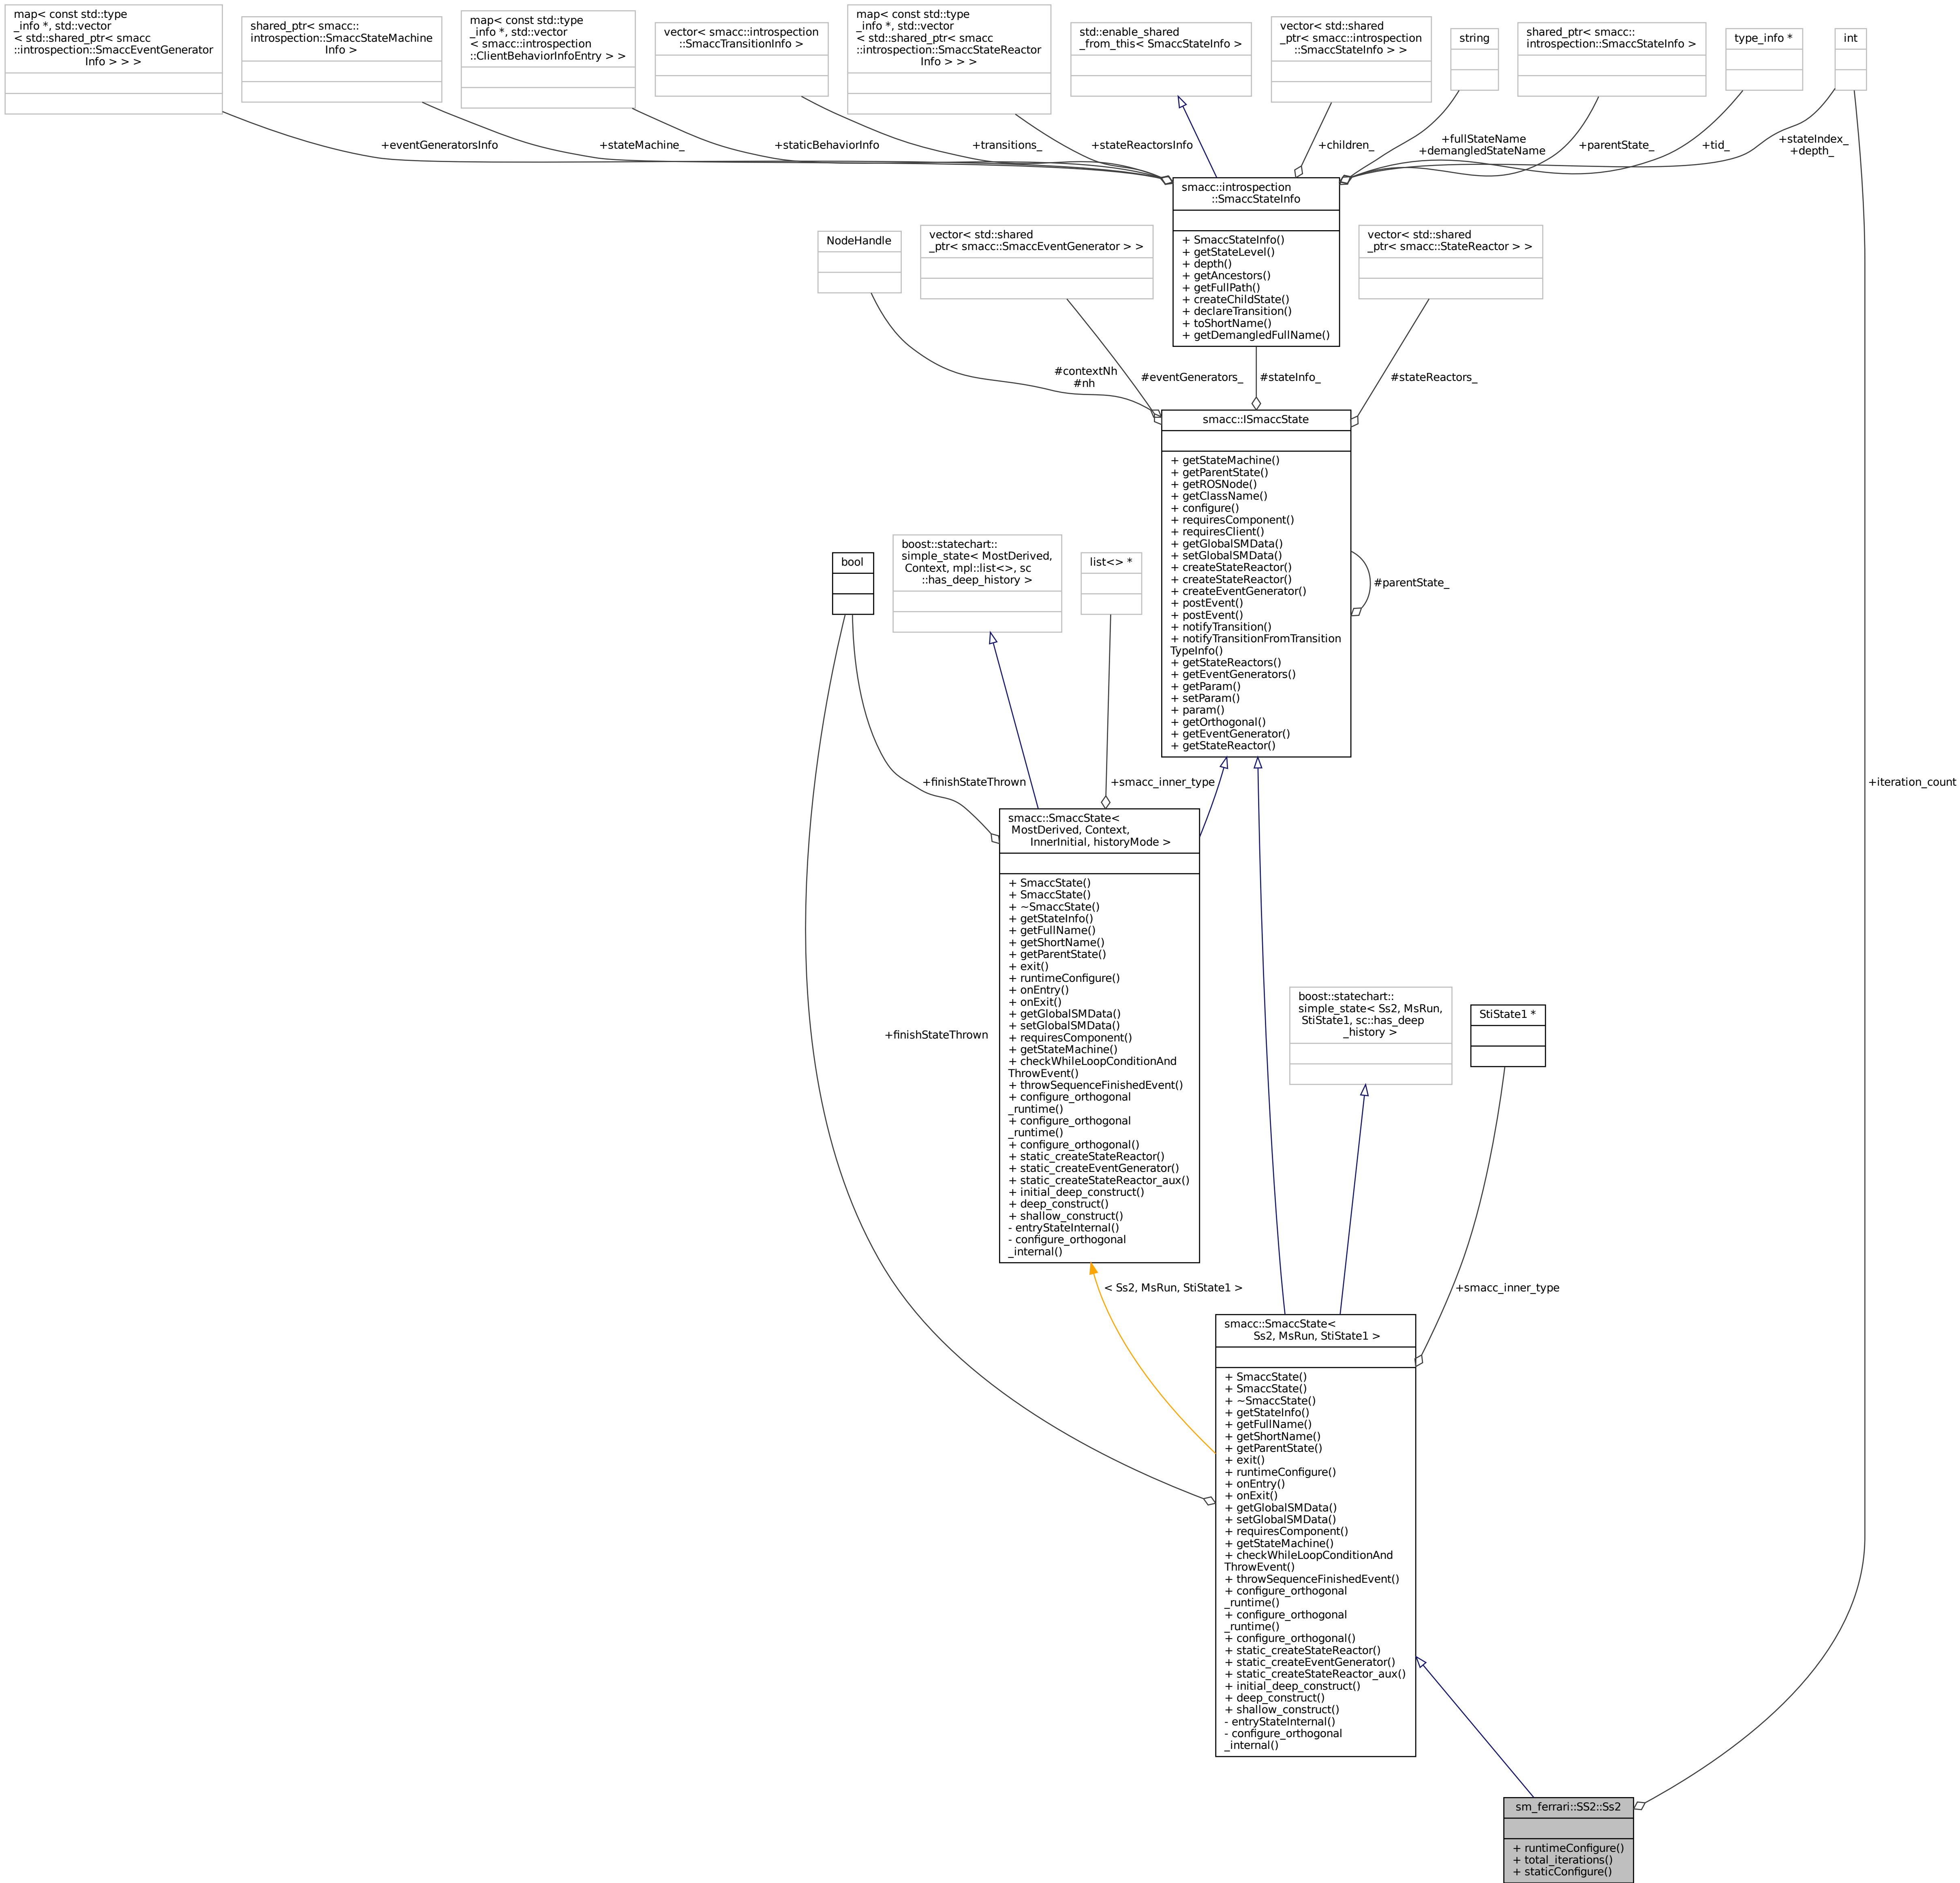 map< const std::type
_info *, std::vector
< std::shared_ptr< smacc
::introspection::SmaccEventGenerator
Info > > >
shared_ptr< smacc::
introspection::SmaccStateMachine
Info >
map< const std::type
_info *, std::vector
< smacc::introspection
::ClientBehaviorInfoEntry > >
vector< smacc::introspection
::SmaccTransitionInfo >
map< const std::type
_info *, std::vector
< std::shared_ptr< smacc
::introspection::SmaccStateReactor
Info > > >
std::enable_shared
_from_this< SmaccStateInfo >
vector< std::shared
_ptr< smacc::introspection
::SmaccStateInfo > >
string
shared_ptr< smacc::
introspection::SmaccStateInfo >
type_info *
int
+eventGeneratorsInfo
+stateMachine_
+staticBehaviorInfo
+transitions_
+stateReactorsInfo
+children_
+fullStateName
+demangledStateName
+parentState_
+tid_
+stateIndex_
+depth_
smacc::introspection
::SmaccStateInfo
+ SmaccStateInfo()
+ getStateLevel()
+ depth()
+ getAncestors()
+ getFullPath()
+ createChildState()
+ declareTransition()
+ toShortName()
+ getDemangledFullName()
NodeHandle
vector< std::shared
_ptr< smacc::SmaccEventGenerator > >
vector< std::shared
_ptr< smacc::StateReactor > >
#contextNh
#nh
#eventGenerators_
#stateInfo_
#stateReactors_
smacc::ISmaccState
+ getStateMachine()
+ getParentState()
+ getROSNode()
+ getClassName()
+ configure()
+ requiresComponent()
+ requiresClient()
+ getGlobalSMData()
+ setGlobalSMData()
+ createStateReactor()
+ createStateReactor()
+ createEventGenerator()
+ postEvent()
+ postEvent()
+ notifyTransition()
+ notifyTransitionFromTransition
TypeInfo()
+ getStateReactors()
+ getEventGenerators()
+ getParam()
+ setParam()
+ param()
+ getOrthogonal()
+ getEventGenerator()
+ getStateReactor()
#parentState_
bool
boost::statechart::
simple_state< MostDerived,
Context, mpl::list<>, sc
::has_deep_history >
list<> *
+finishStateThrown
+smacc_inner_type
+iteration_count
smacc::SmaccState<
MostDerived, Context,
InnerInitial, historyMode >
+ SmaccState()
+ SmaccState()
+ ~SmaccState()
+ getStateInfo()
+ getFullName()
+ getShortName()
+ getParentState()
+ exit()
+ runtimeConfigure()
+ onEntry()
+ onExit()
+ getGlobalSMData()
+ setGlobalSMData()
+ requiresComponent()
+ getStateMachine()
+ checkWhileLoopConditionAnd
ThrowEvent()
+ throwSequenceFinishedEvent()
+ configure_orthogonal
_runtime()
+ configure_orthogonal
_runtime()
+ configure_orthogonal()
+ static_createStateReactor()
+ static_createEventGenerator()
+ static_createStateReactor_aux()
+ initial_deep_construct()
+ deep_construct()
+ shallow_construct()
- entryStateInternal()
- configure_orthogonal
_internal()
+finishStateThrown
boost::statechart::
simple_state< Ss2, MsRun,
StiState1, sc::has_deep
_history >
StiState1 *
< Ss2, MsRun, StiState1 >
+smacc_inner_type
smacc::SmaccState<
Ss2, MsRun, StiState1 >
+ SmaccState()
+ SmaccState()
+ ~SmaccState()
+ getStateInfo()
+ getFullName()
+ getShortName()
+ getParentState()
+ exit()
+ runtimeConfigure()
+ onEntry()
+ onExit()
+ getGlobalSMData()
+ setGlobalSMData()
+ requiresComponent()
+ getStateMachine()
+ checkWhileLoopConditionAnd
ThrowEvent()
+ throwSequenceFinishedEvent()
+ configure_orthogonal
_runtime()
+ configure_orthogonal
_runtime()
+ configure_orthogonal()
+ static_createStateReactor()
+ static_createEventGenerator()
+ static_createStateReactor_aux()
+ initial_deep_construct()
+ deep_construct()
+ shallow_construct()
- entryStateInternal()
- configure_orthogonal
_internal()
sm_ferrari::SS2::Ss2
+ runtimeConfigure()
+ total_iterations()
+ staticConfigure()